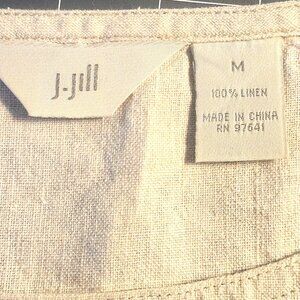 J.Jill
M
100% LINEN
MADE IN CHINA
RN 97641